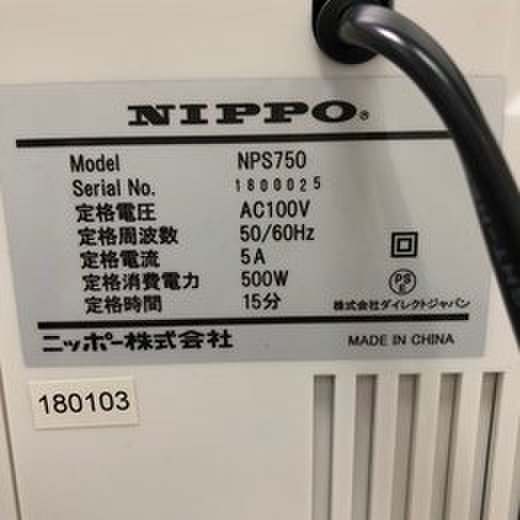 NIPPO®
Model NPS750
Serial No. 1800025
定格電圧 AC100V
定格周波数 50/60Hz
定格電流 5A
定格消費電力 500W
定格時間 15分
PS
E
株式会社ダイレクトジャパン
ニッポー株式会社
MADE IN CHINA
180103